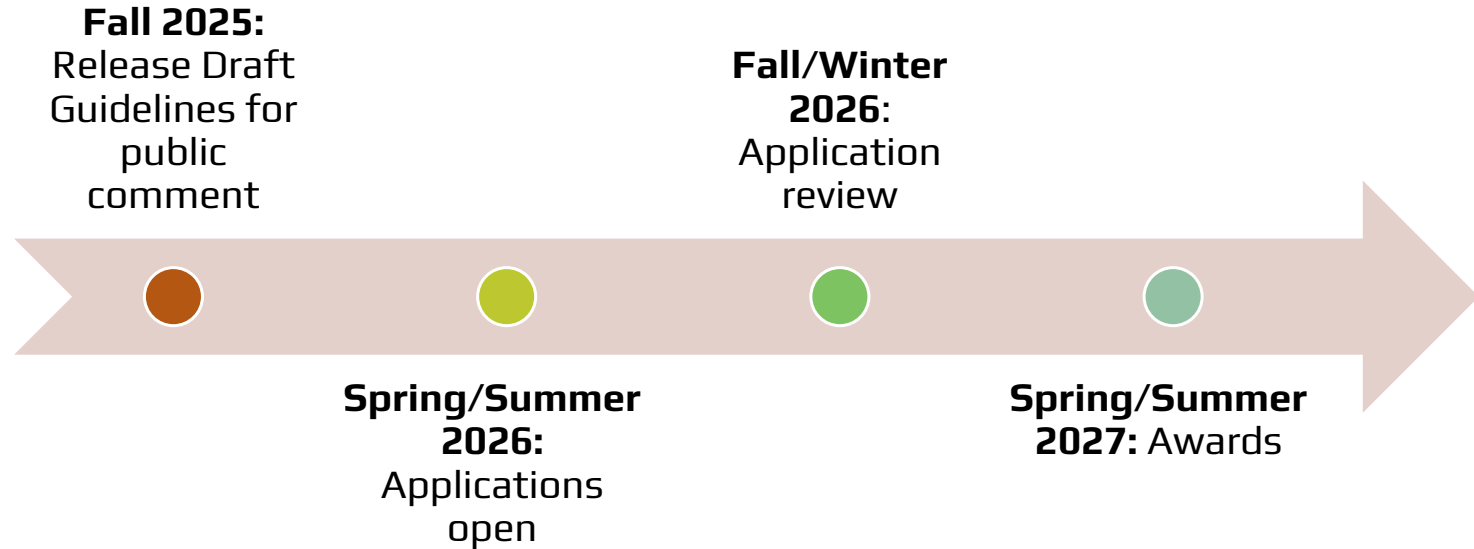 Fall 2025:
Release Draft
Guidelines for
public
comment
Spring/Summer
2026:
Applications
open
Fall/Winter
2026:
Application
review
Spring/Summer
2027: Awards